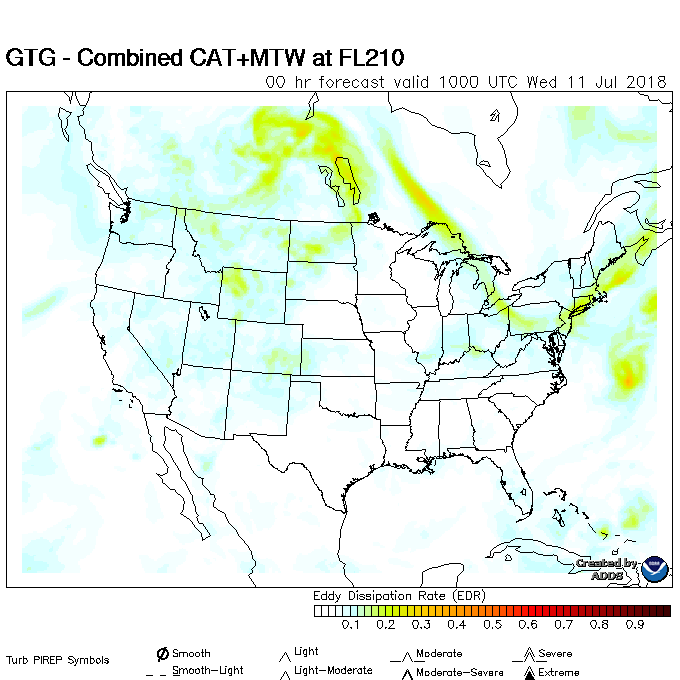 GTG - Combined CAT+MTW at FL210
00 hr forecast valid 1000 UTC Wed 11 Jul 2018
Created by
ADDS
Eddy Dissipation Rate (EDR)
0.1 0.2 0.3 0.4 0.5 0.6 0.7 0.8 0.9
Turb PIREP Symbols
Smooth Light Moderate Severe
Smooth-Light Light-Moderate Moderate-Severe Extreme